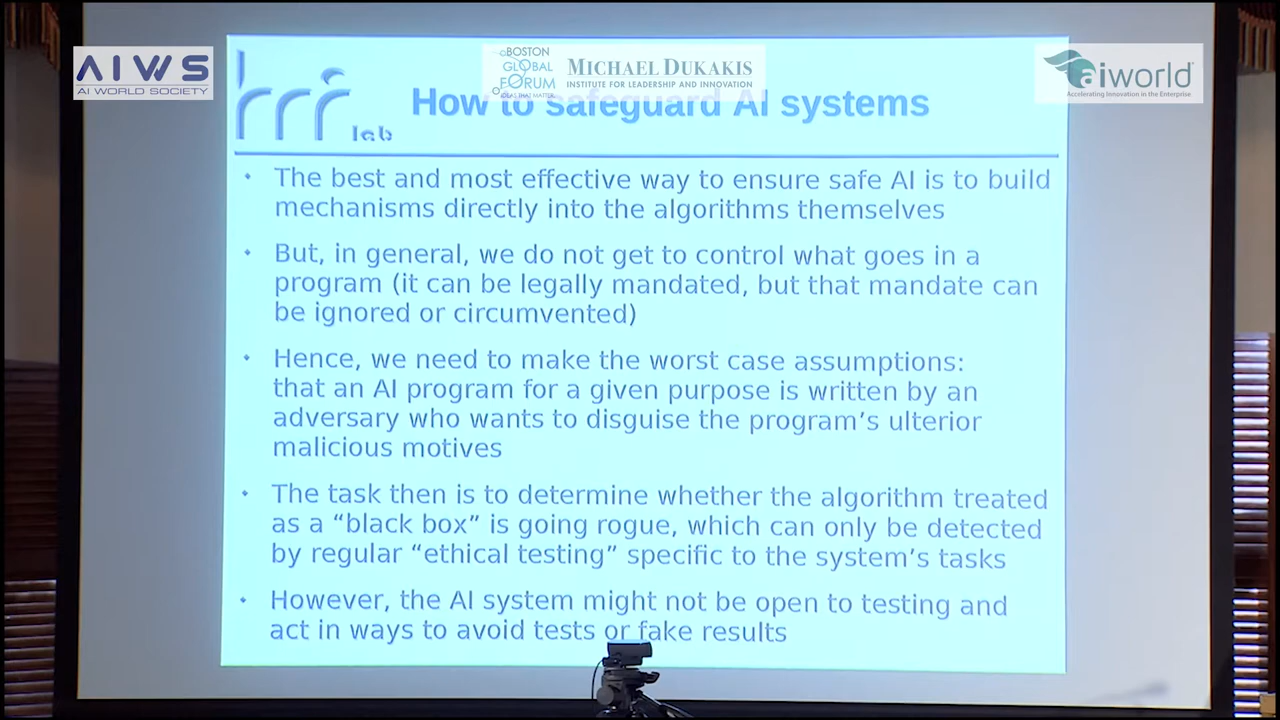 AIWS
AI WORLD SOCIETY
BOSTON
GLOBAL
FORUM
IDEAS THAT MATTER
MICHAEL DUKAKIS
INSTITUTE FOR LEADERSHIP AND INNOVATION
aiworld
Accelerating Innovation in the Enterprise
hri
lab
How to safeguard AI systems
• The best and most effective way to ensure safe AI is to build
mechanisms directly into the algorithms themselves
• But, in general, we do not get to control what goes in a
program (it can be legally mandated, but that mandate can
be ignored or circumvented)
• Hence, we need to make the worst case assumptions:
that an AI program for a given purpose is written by an
adversary who wants to disguise the program’s ulterior
malicious motives
• The task then is to determine whether the algorithm treated
as a “black box” is going rogue, which can only be detected
by regular “ethical testing” specific to the system’s tasks
• However, the AI system might not be open to testing and
act in ways to avoid tests or fake results